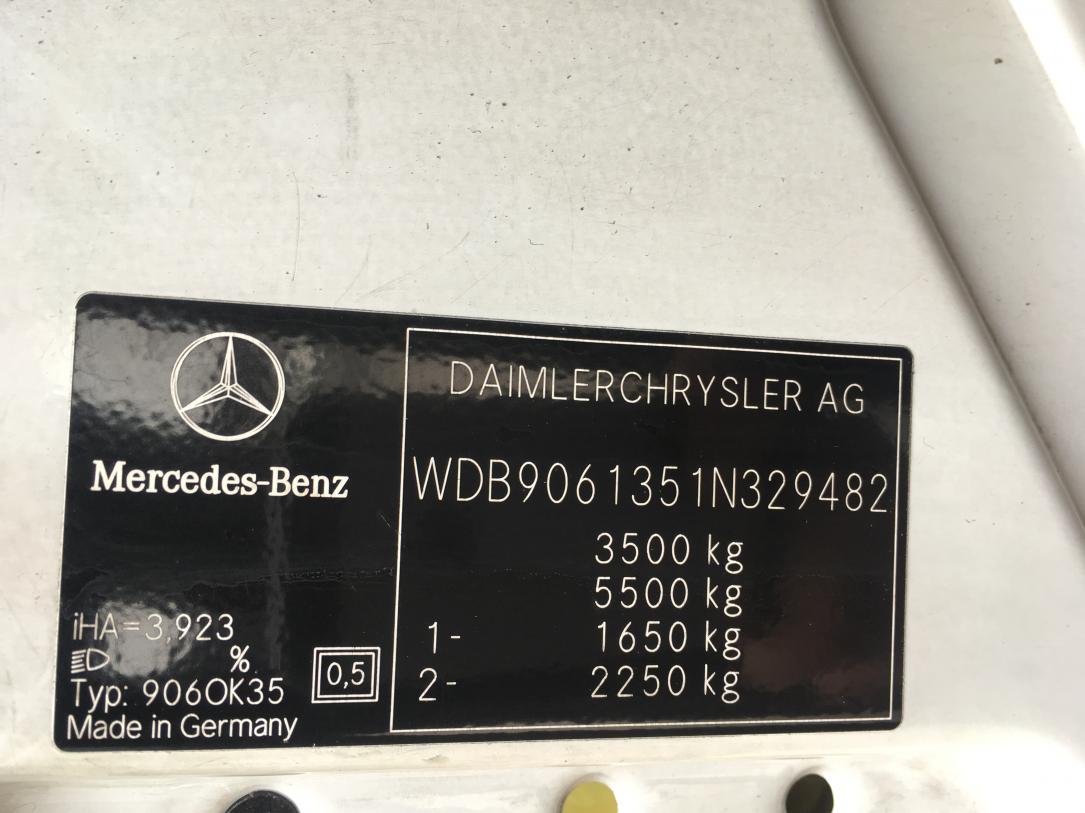 Mercedes-Benz
iHA=3,923
%
Typ: 906OK35
Made in Germany
0,5
DAIMLERCHRYSLER AG
WDB9061351N329482
3500 kg
5500 kg
1- 1650 kg
2- 2250 kg